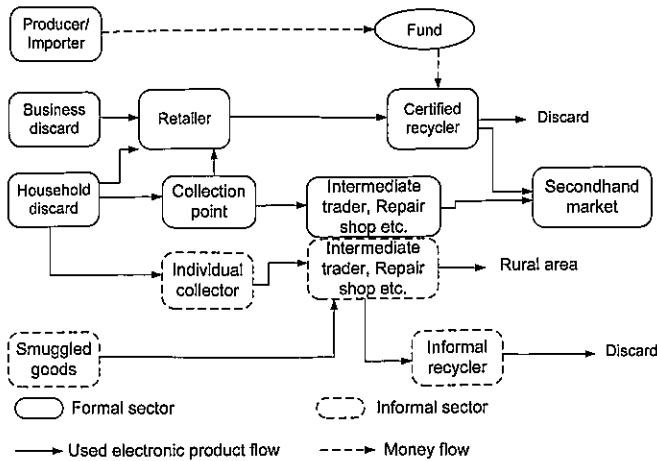 Producer/
Importer
Fund
Business
discard
Retailer
Certified
recycler
Discard
Household
discard
Collection
point
Intermediate
trader, Repair
shop etc.
Secondhand
market
Individual
collector
Intermediate
trader, Repair
shop etc.
Rural area
Smuggled
goods
Informal
recycler
Discard
Formal sector
Informal sector
Used electronic product flow
Money flow